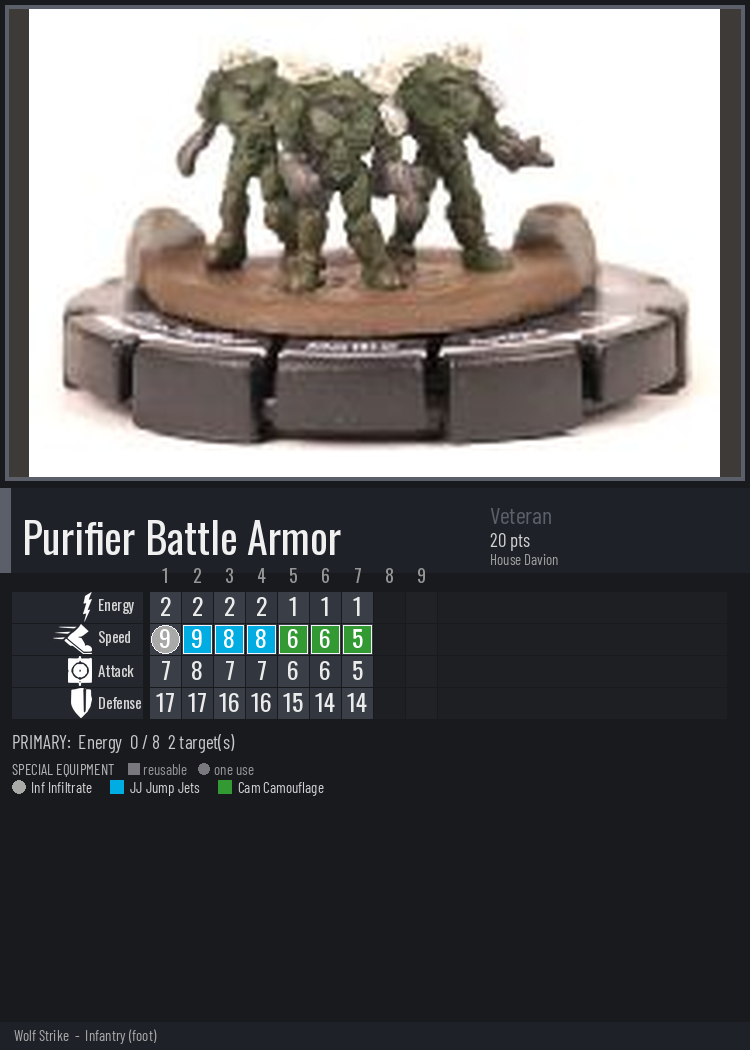 Purifier Battle Armor
Veteran
20 pts
House Davion
1 2 3 4 5 6 7 8 9
Energy 2 2 2 2 1 1 1
Speed 9 9 8 8 6 6 5
Attack 7 8 7 7 6 6 5
Defense 17 17 16 16 15 14 14
PRIMARY: Energy 0 / 8 2 target(s)
SPECIAL EQUIPMENT reusable one use
Inf Infiltrate JJ Jump Jets Cam Camouflage
Wolf Strike - Infantry (foot)